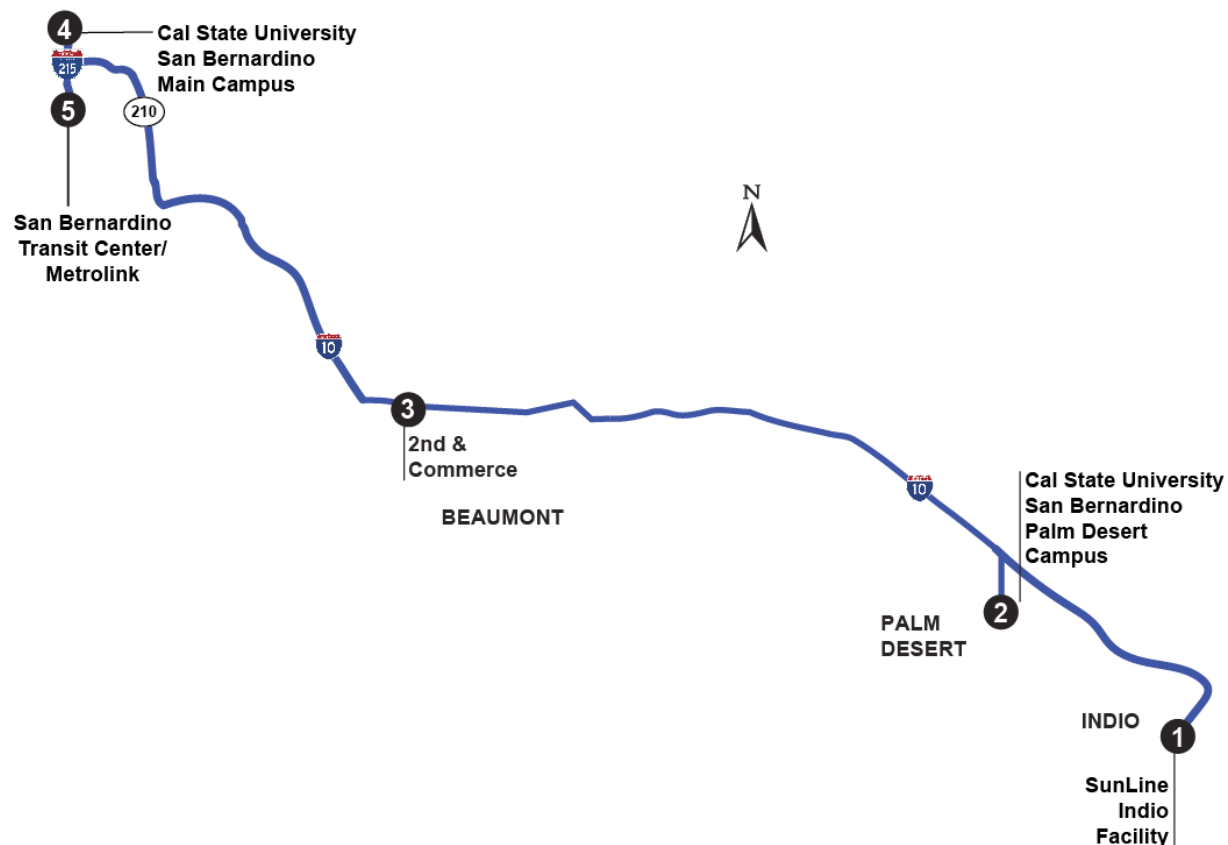 4
Cal State University
San Bernardino
Main Campus
215
5
210
San Bernardino
Transit Center/
Metrolink
N
10
3
2nd &
Commerce
BEAUMONT
10
Cal State University
San Bernardino
Palm Desert
Campus
2
PALM
DESERT
INDIO
1
SunLine
Indio
Facility